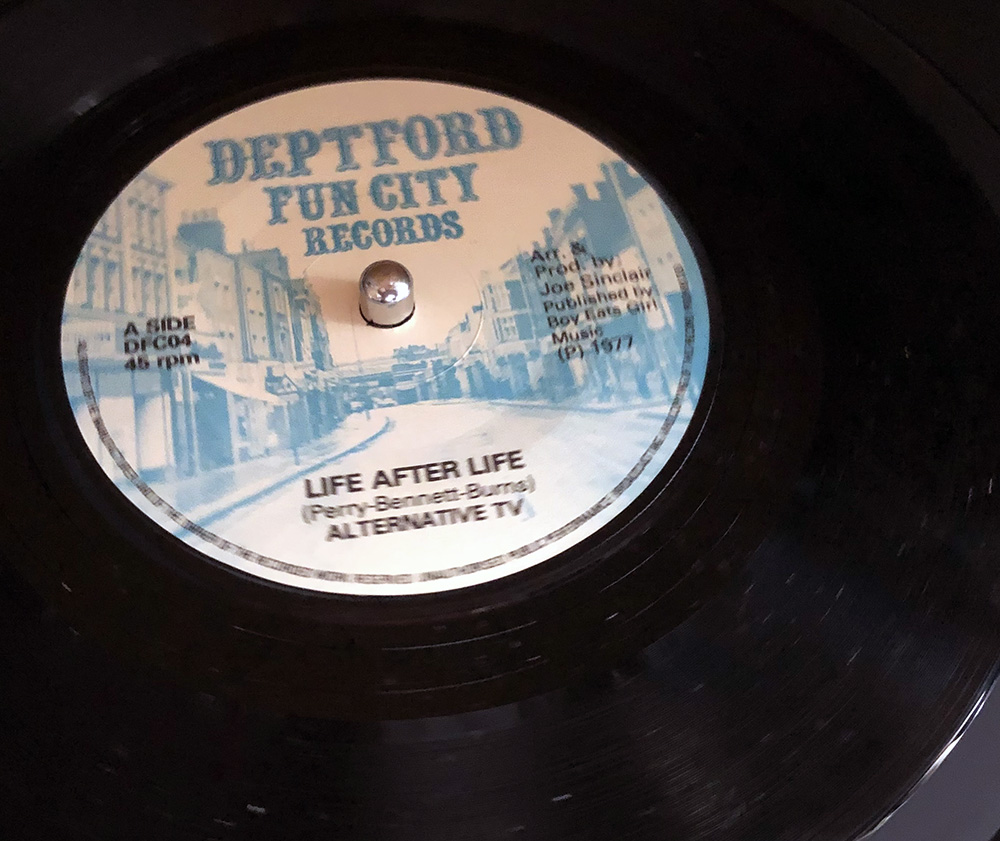 DEPTFORD
FUN CITY
RECORDS
A SIDE
DFC04
45 rpm
Arr. &
Prod. by
Joe Sinclair
Published by
Boy Eats Girl
Music
(P) 1977
LIFE AFTER LIFE
(Perry-Bennett-Burns)
ALTERNATIVE TV